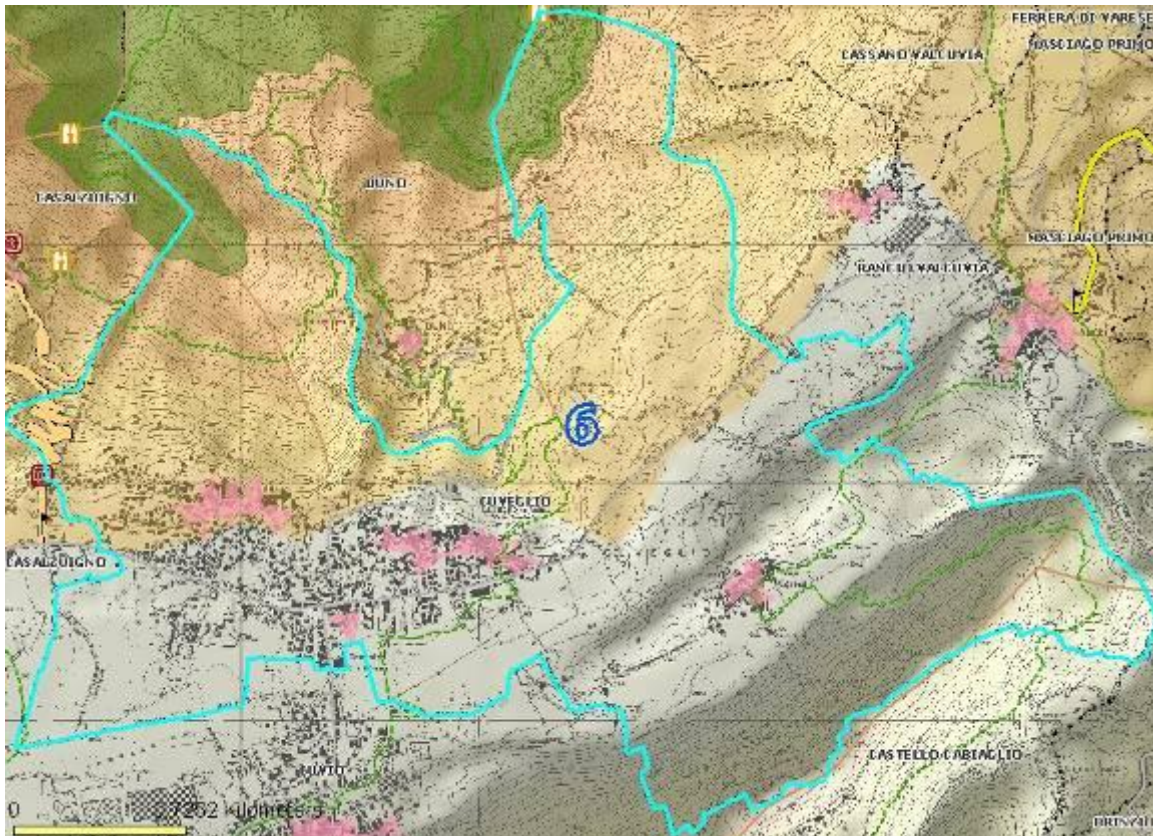 FERRERA DI VARESE
MASCIAGO PRIMO
CASSANO VALCUVIA
DUNO
CASALZUIGNO
MASCIAGO PRIMO
RANCIO VALCUVIA
6
CUVEGLIO
CASALZUIGNO
CASTELLO CABIAGLIO
CUVIO
0